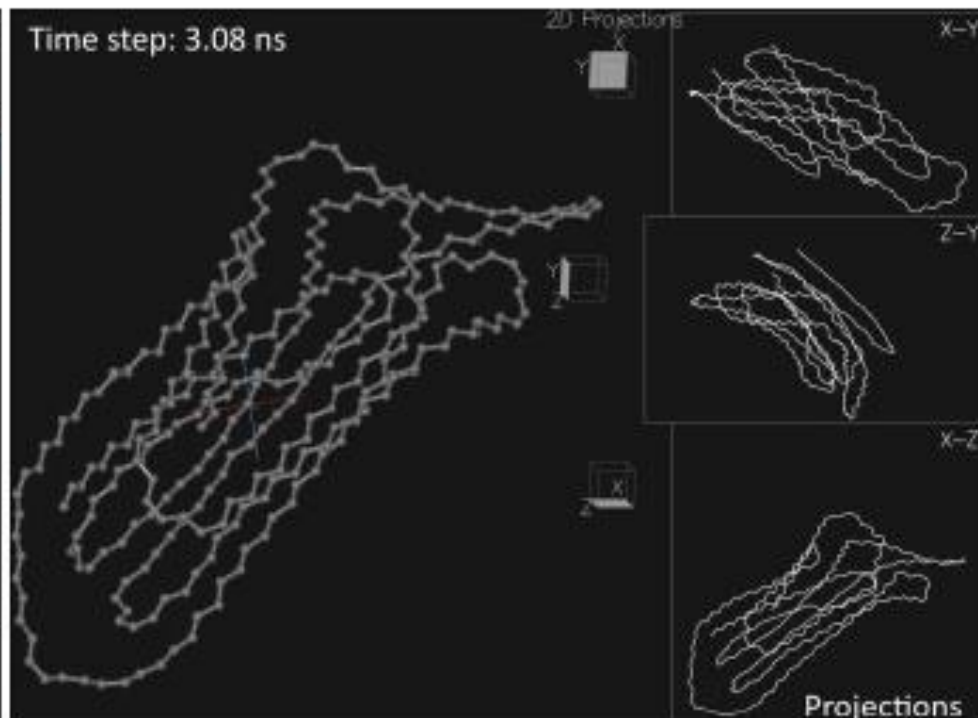 Time step: 3.08 ns
2D Projections
X-Y
X
Y
Z-Y
Y
Z
X-Z
X
Z
Projections